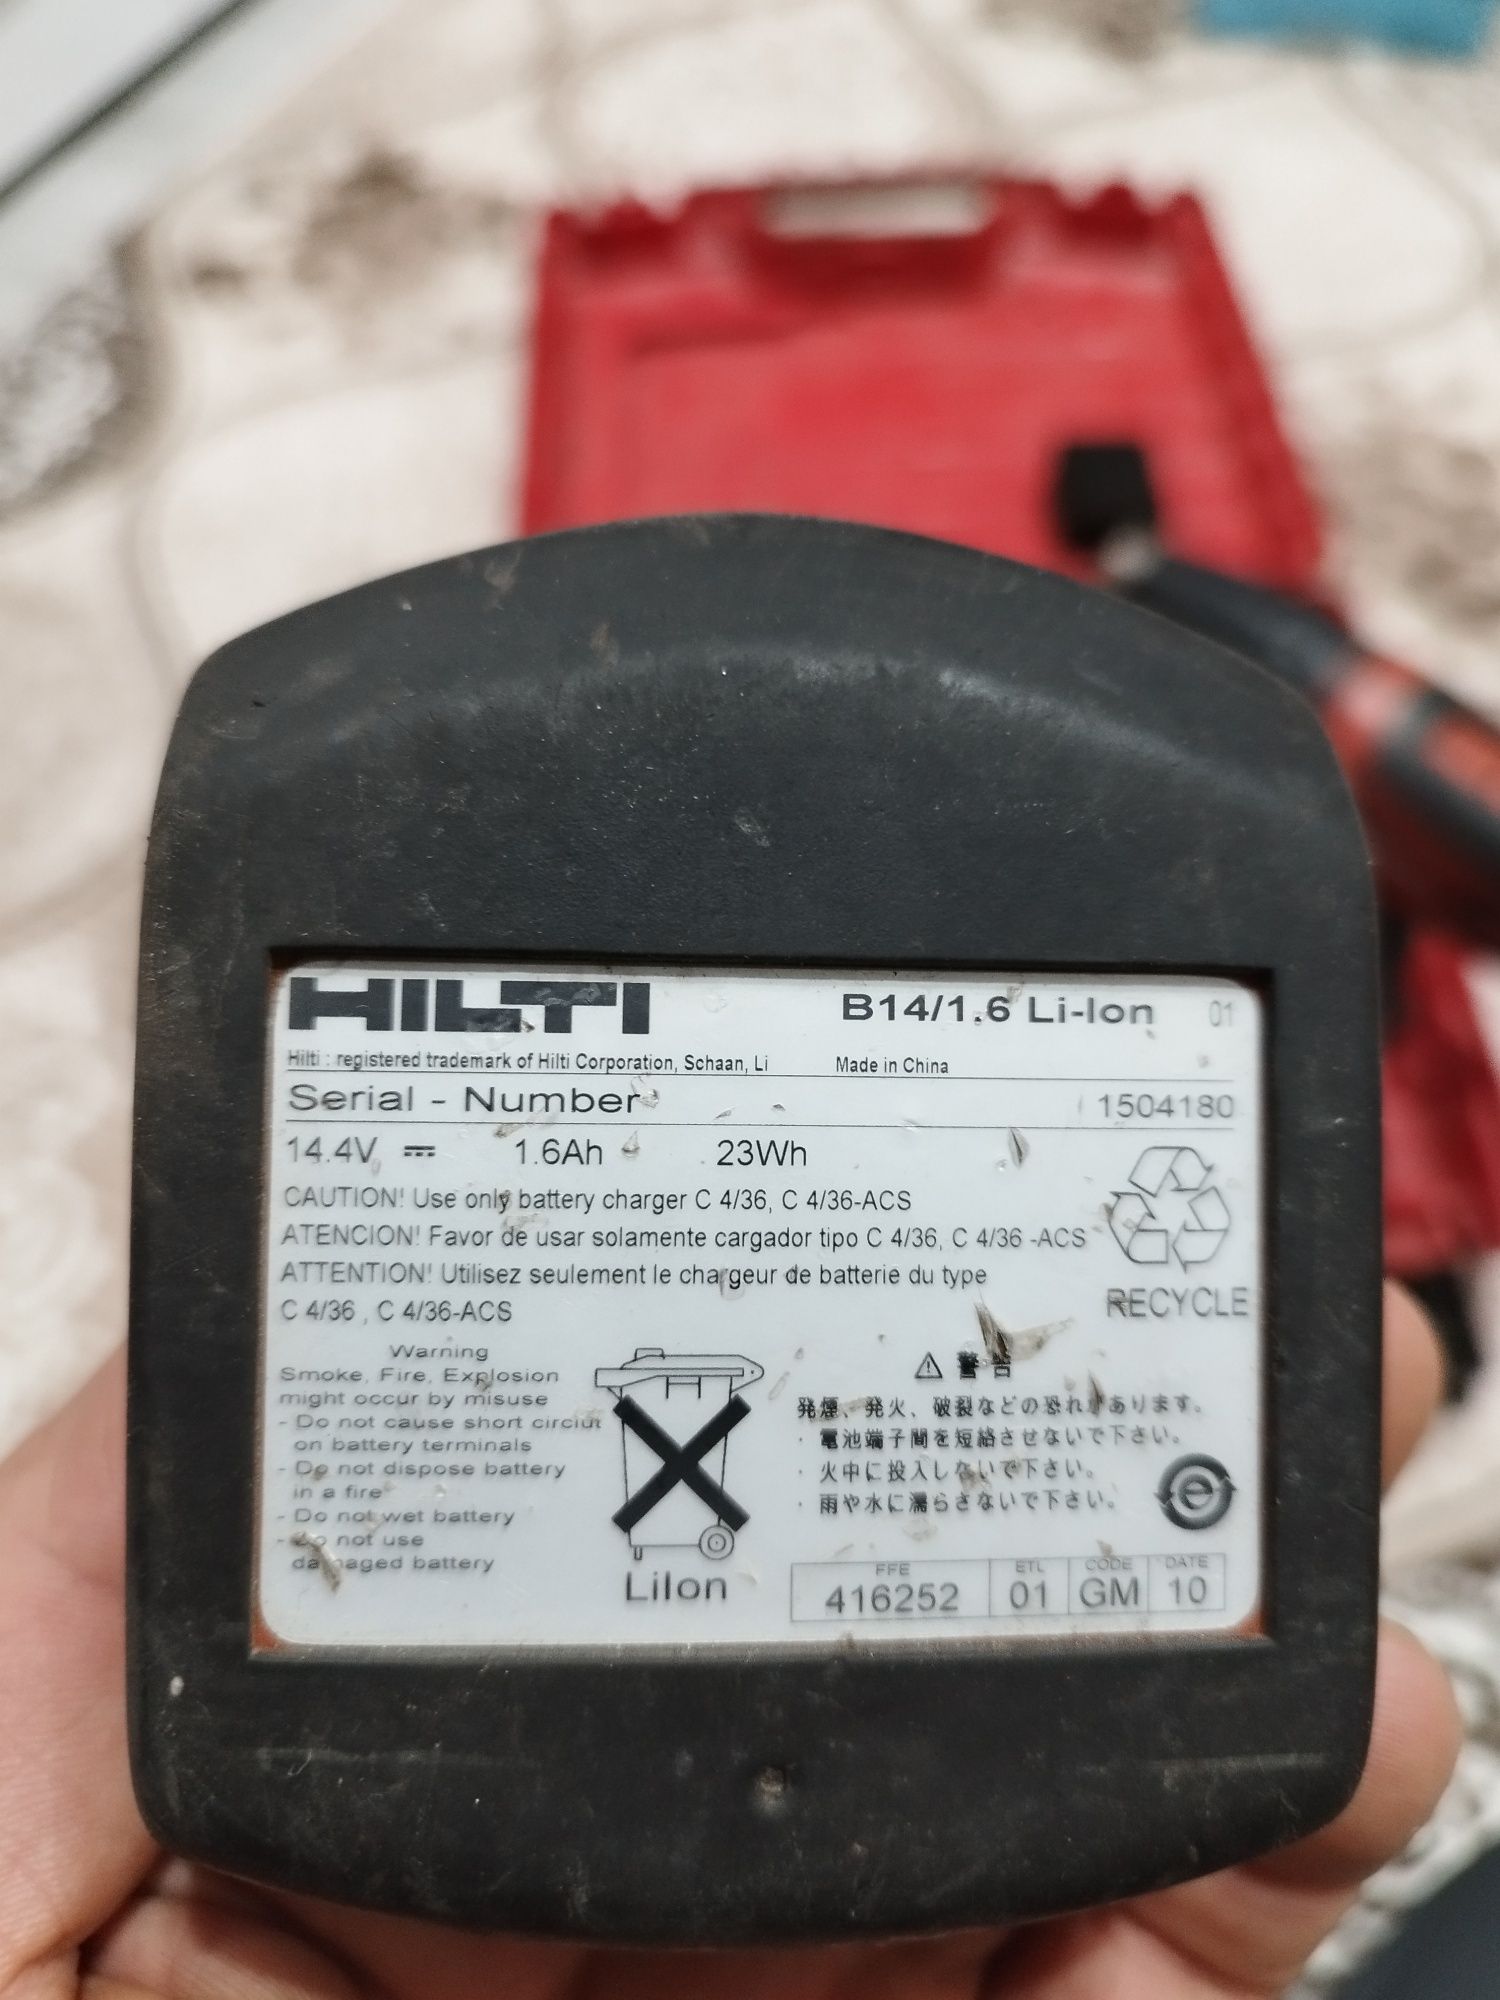 HILTI B14/1.6 Li-Ion 01
Hilti : registered trademark of Hilti Corporation, Schaan, Li Made in China
Serial - Number 1504180
14.4V ⎓ 1.6Ah 23Wh
CAUTION! Use only battery charger C 4/36, C 4/36-ACS
ATENCION! Favor de usar solamente cargador tipo C 4/36, C 4/36 -ACS
ATTENTION! Utilisez seulement le chargeur de batterie du type
C 4/36 , C 4/36-ACS
RECYCLE
Warning
Smoke, Fire, Explosion
might occur by misuse
- Do not cause short circiut
on battery terminals
- Do not dispose battery
in a fire
- Do not wet battery
- Do not use
damaged battery
LiIon
⚠ 警告
発煙、発火、破裂などの恐れがあります。
・電池端子間を短絡させないで下さい。
・火中に投入しないで下さい。
・雨や水に濡らさないで下さい。
e
FFE ETL CODE DATE
416252 01 GM 10